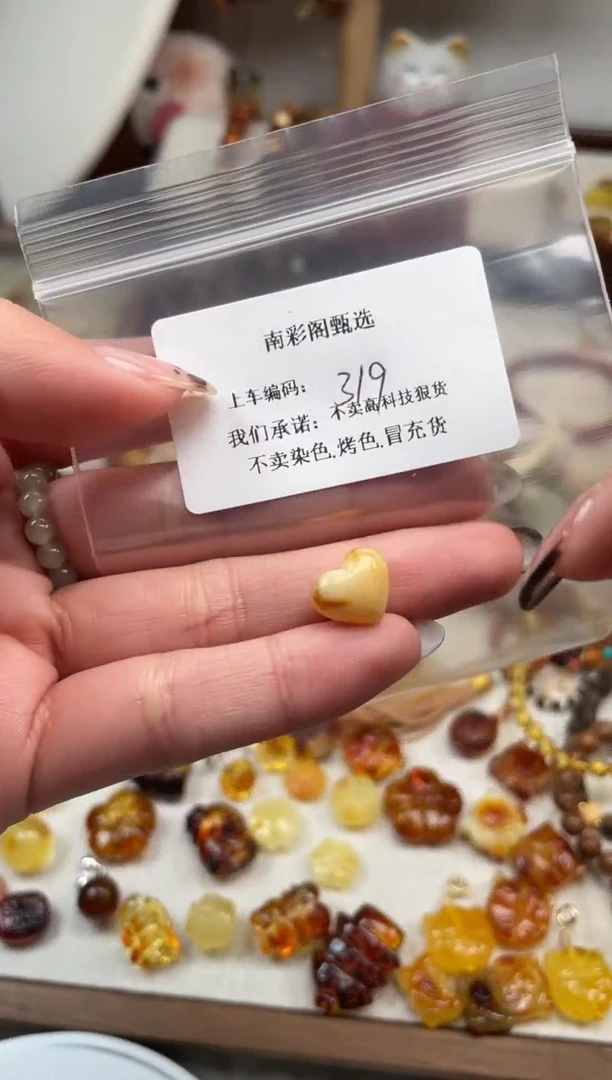 南彩阁甄选
上车编码：319
我们承诺：不卖高科技狠货
不卖染色.烤色.冒充货